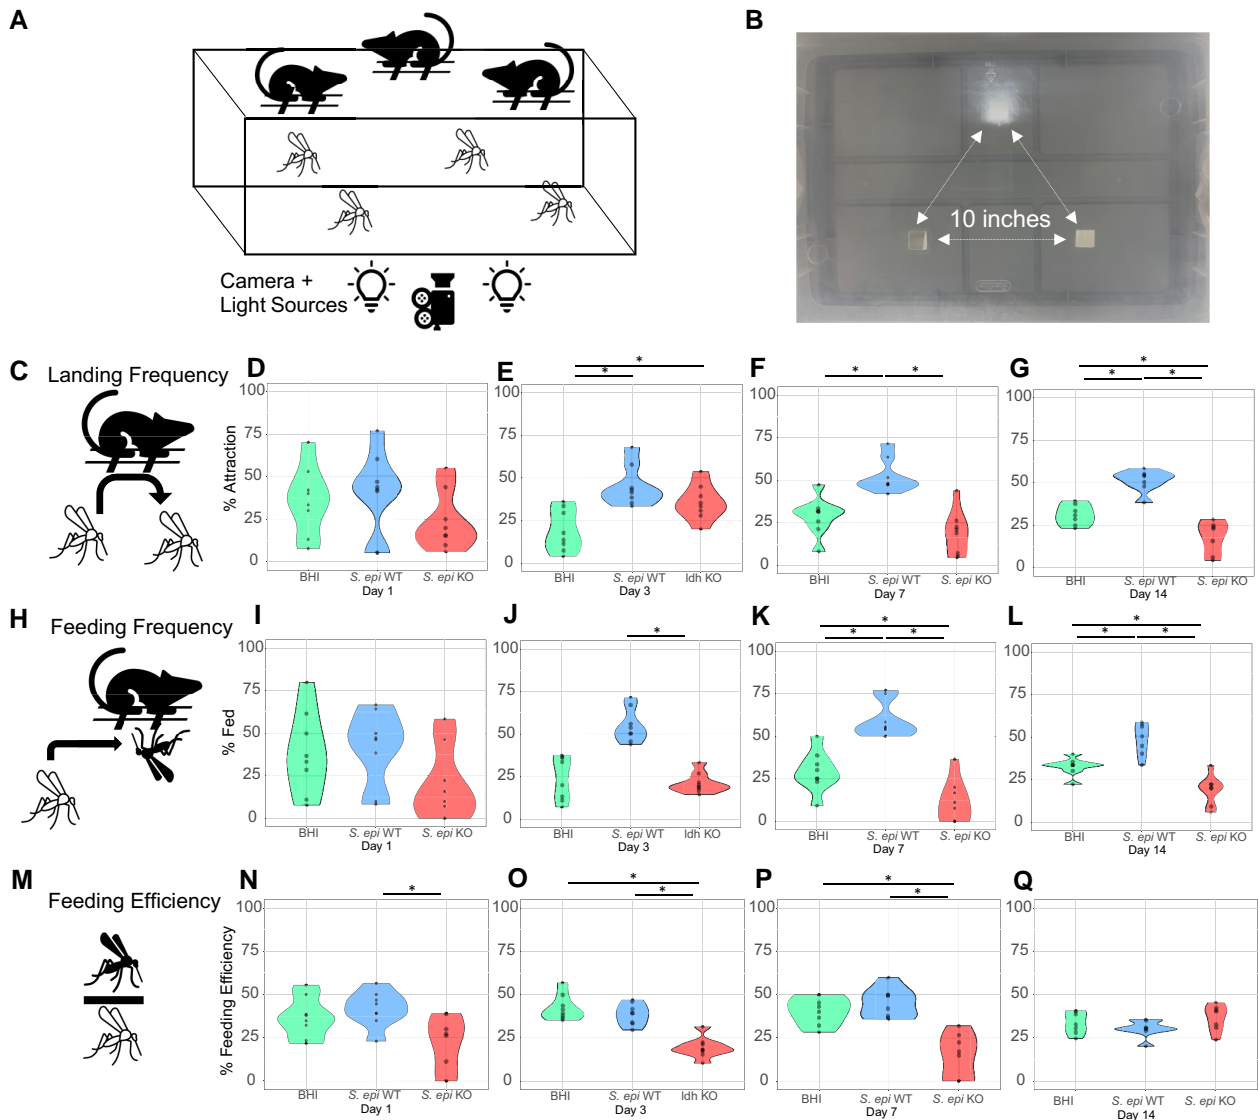 A
B
Camera +
Light Sources
10 inches
C
Landing Frequency
D
% Attraction
100
75
50
25
0
BHI
S. epi WT
S. epi KO
Day 1
E
*
*
100
75
50
25
0
BHI
S. epi WT
ldh KO
Day 3
F
*
*
100
75
50
25
0
BHI
S. epi WT
S. epi KO
Day 7
G
*
*
*
100
75
50
25
0
BHI
S. epi WT
S. epi KO
Day 14
H
Feeding Frequency
I
% Fed
100
75
50
25
0
BHI
S. epi WT
S. epi KO
Day 1
J
*
100
75
50
25
0
BHI
S. epi WT
ldh KO
Day 3
K
*
*
*
100
75
50
25
0
BHI
S. epi WT
S. epi KO
Day 7
L
*
*
*
100
75
50
25
0
BHI
S. epi WT
S. epi KO
Day 14
M
Feeding Efficiency
N
*
% Feeding Efficiency
100
75
50
25
0
BHI
S. epi WT
S. epi KO
Day 1
O
*
*
100
75
50
25
0
BHI
S. epi WT
ldh KO
Day 3
P
*
*
100
75
50
25
0
BHI
S. epi WT
S. epi KO
Day 7
Q
100
75
50
25
0
BHI
S. epi WT
S. epi KO
Day 14